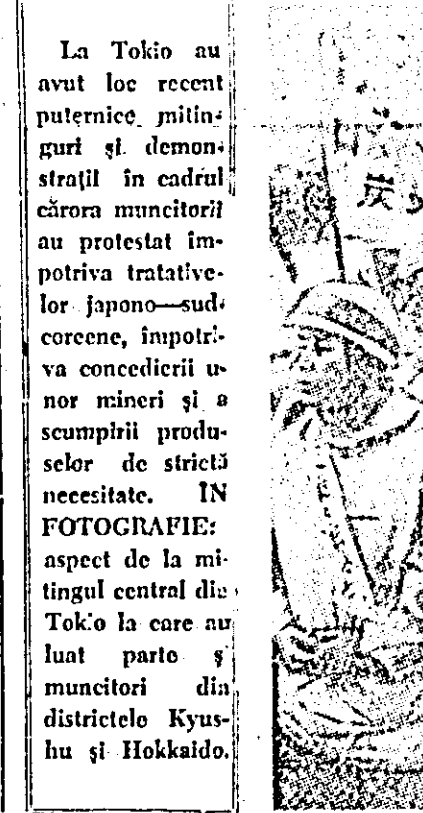 La Tokio au
avut loc recent
puternice mitin-
guri și demon-
strații în cadrul
cărora muncitorii
au protestat îm-
potriva tratative-
lor japono—sud-
coreene, împotri-
va concedierii u-
nor mineri și a
scumpirii produ-
selor de strictă
necesitate. IN
FOTOGRAFIE:
aspect de la mi-
tingul central din
Tokio la care au
luat parte și
muncitori din
districtele Kyus-
hu și Hokkaido.
炭